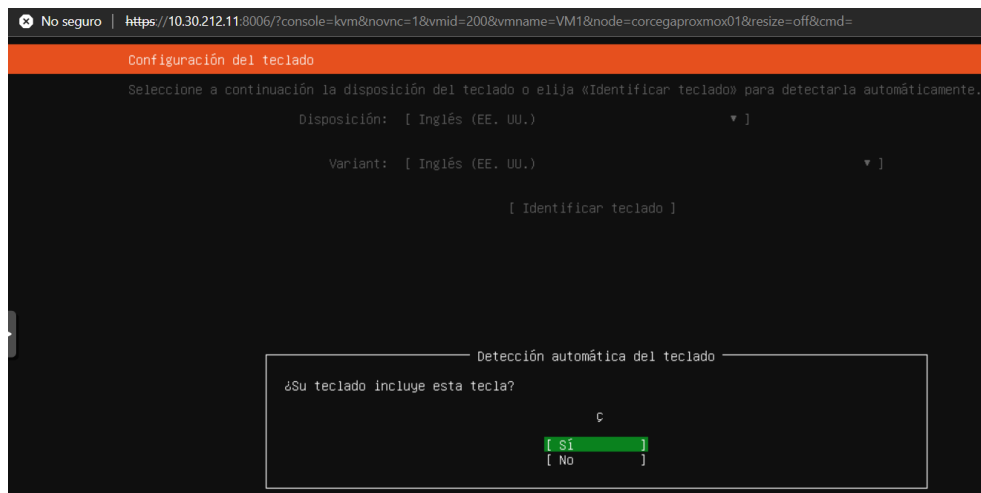 No seguro | https://10.30.212.11:8006/?console=kvm&novnc=1&vmid=200&vmname=VM1&node=corcegaproxmox01&resize=off&cmd=
Configuración del teclado
Seleccione a continuación la disposición del teclado o elija «Identificar teclado» para detectarla automáticamente.
Disposición: [ Inglés (EE. UU.) ▾ ]
Variant: [ Inglés (EE. UU.) ▾ ]
[ Identificar teclado ]
Detección automática del teclado
¿Su teclado incluye esta tecla?
ç
[ Sí ]
[ No ]